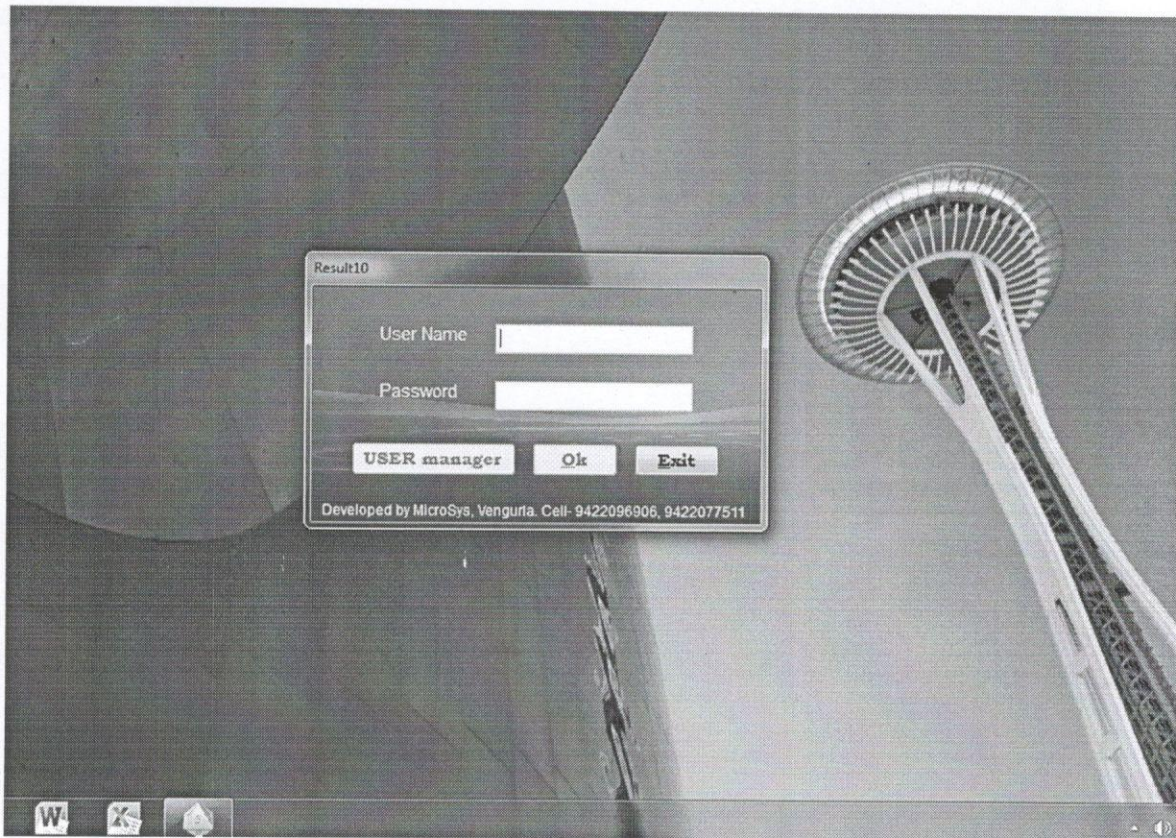 Result10
User Name
Password
USER manager Ok Exit
Developed by MicroSys, Vengurla. Cell- 9422096906, 9422077511
W X